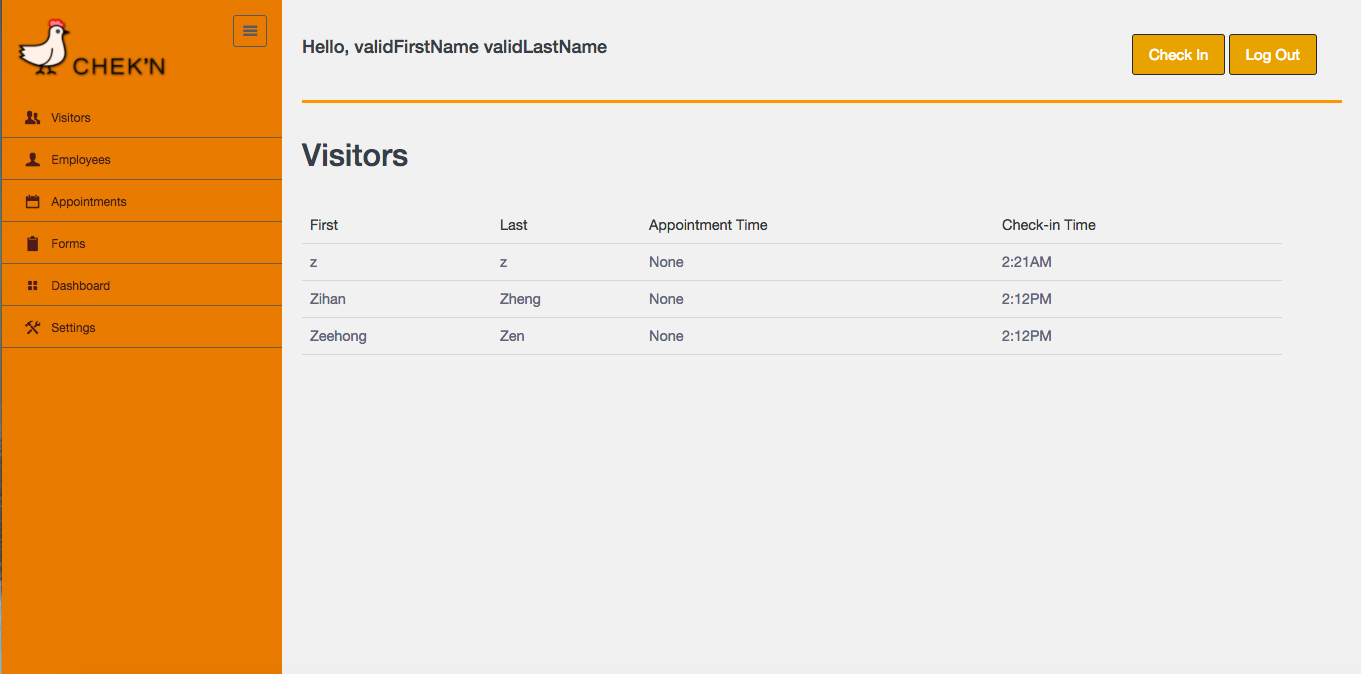 CHEK'N
Visitors
Employees
Appointments
Forms
Dashboard
Settings
Hello, validFirstName validLastName
Check In Log Out
Visitors
First Last Appointment Time Check-in Time
z z None 2:21AM
Zihan Zheng None 2:12PM
Zeehong Zen None 2:12PM